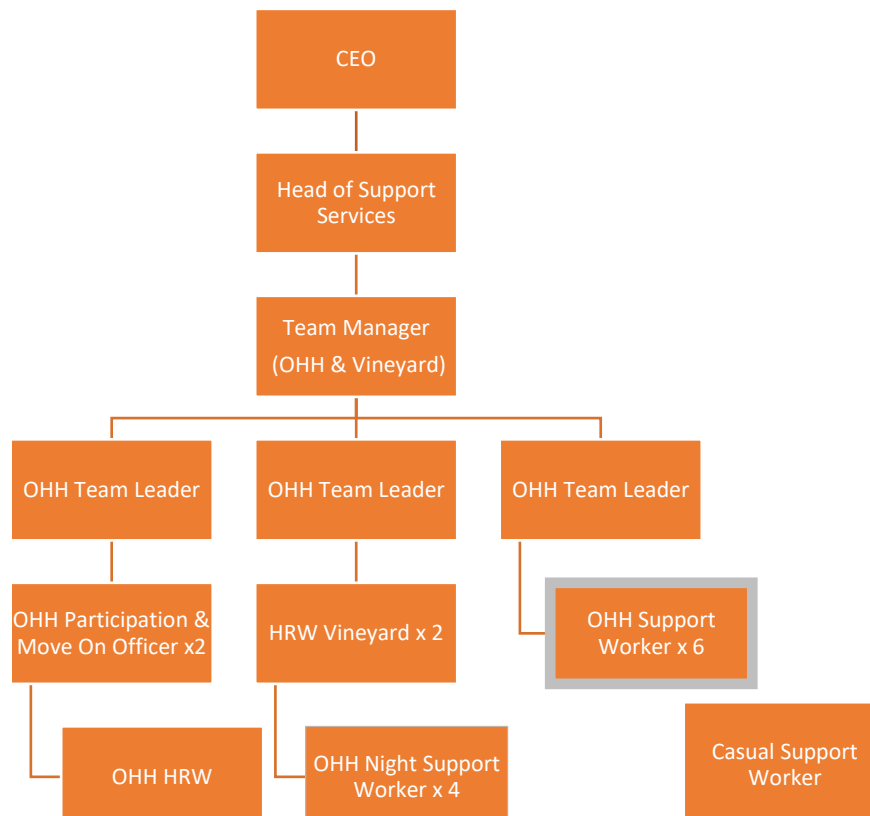 CEO
Head of Support
Services
Team Manager
(OHH & Vineyard)
OHH Team Leader
OHH Team Leader
OHH Team Leader
OHH Participation &
Move On Officer x2
HRW Vineyard x 2
OHH Support
Worker x 6
OHH HRW
OHH Night Support
Worker x 4
Casual Support
Worker